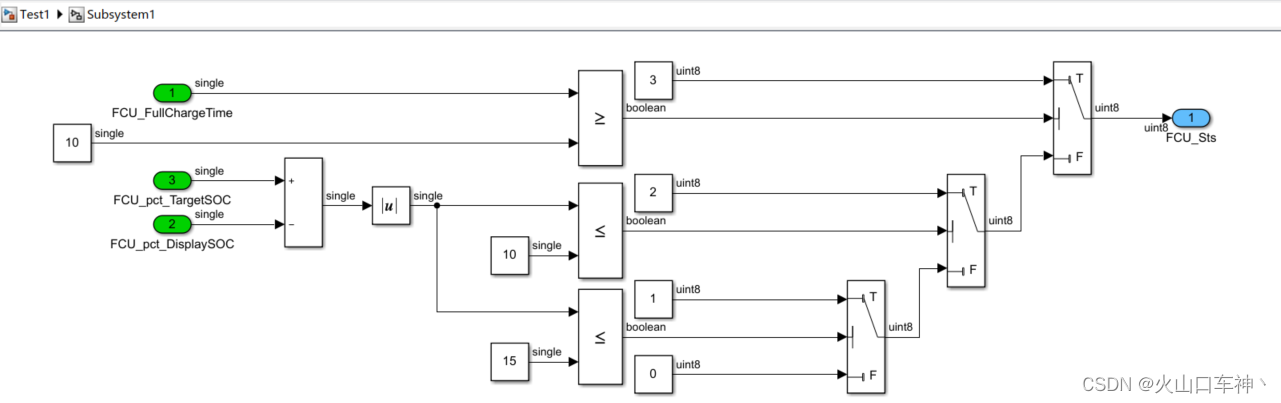 Test1 Subsystem1
1 single
FCU_FullChargeTime
10 single
3 single
FCU_pct_TargetSOC
2 single
FCU_pct_DisplaySOC
+
−
single
|u|
single
≥
boolean
3 uint8
T
F
uint8
uint8
1
FCU_Sts
10 single
≤
boolean
2 uint8
T
F
uint8
15 single
≤
boolean
1 uint8
0 uint8
T
F
uint8
CSDN @火山口车神丶